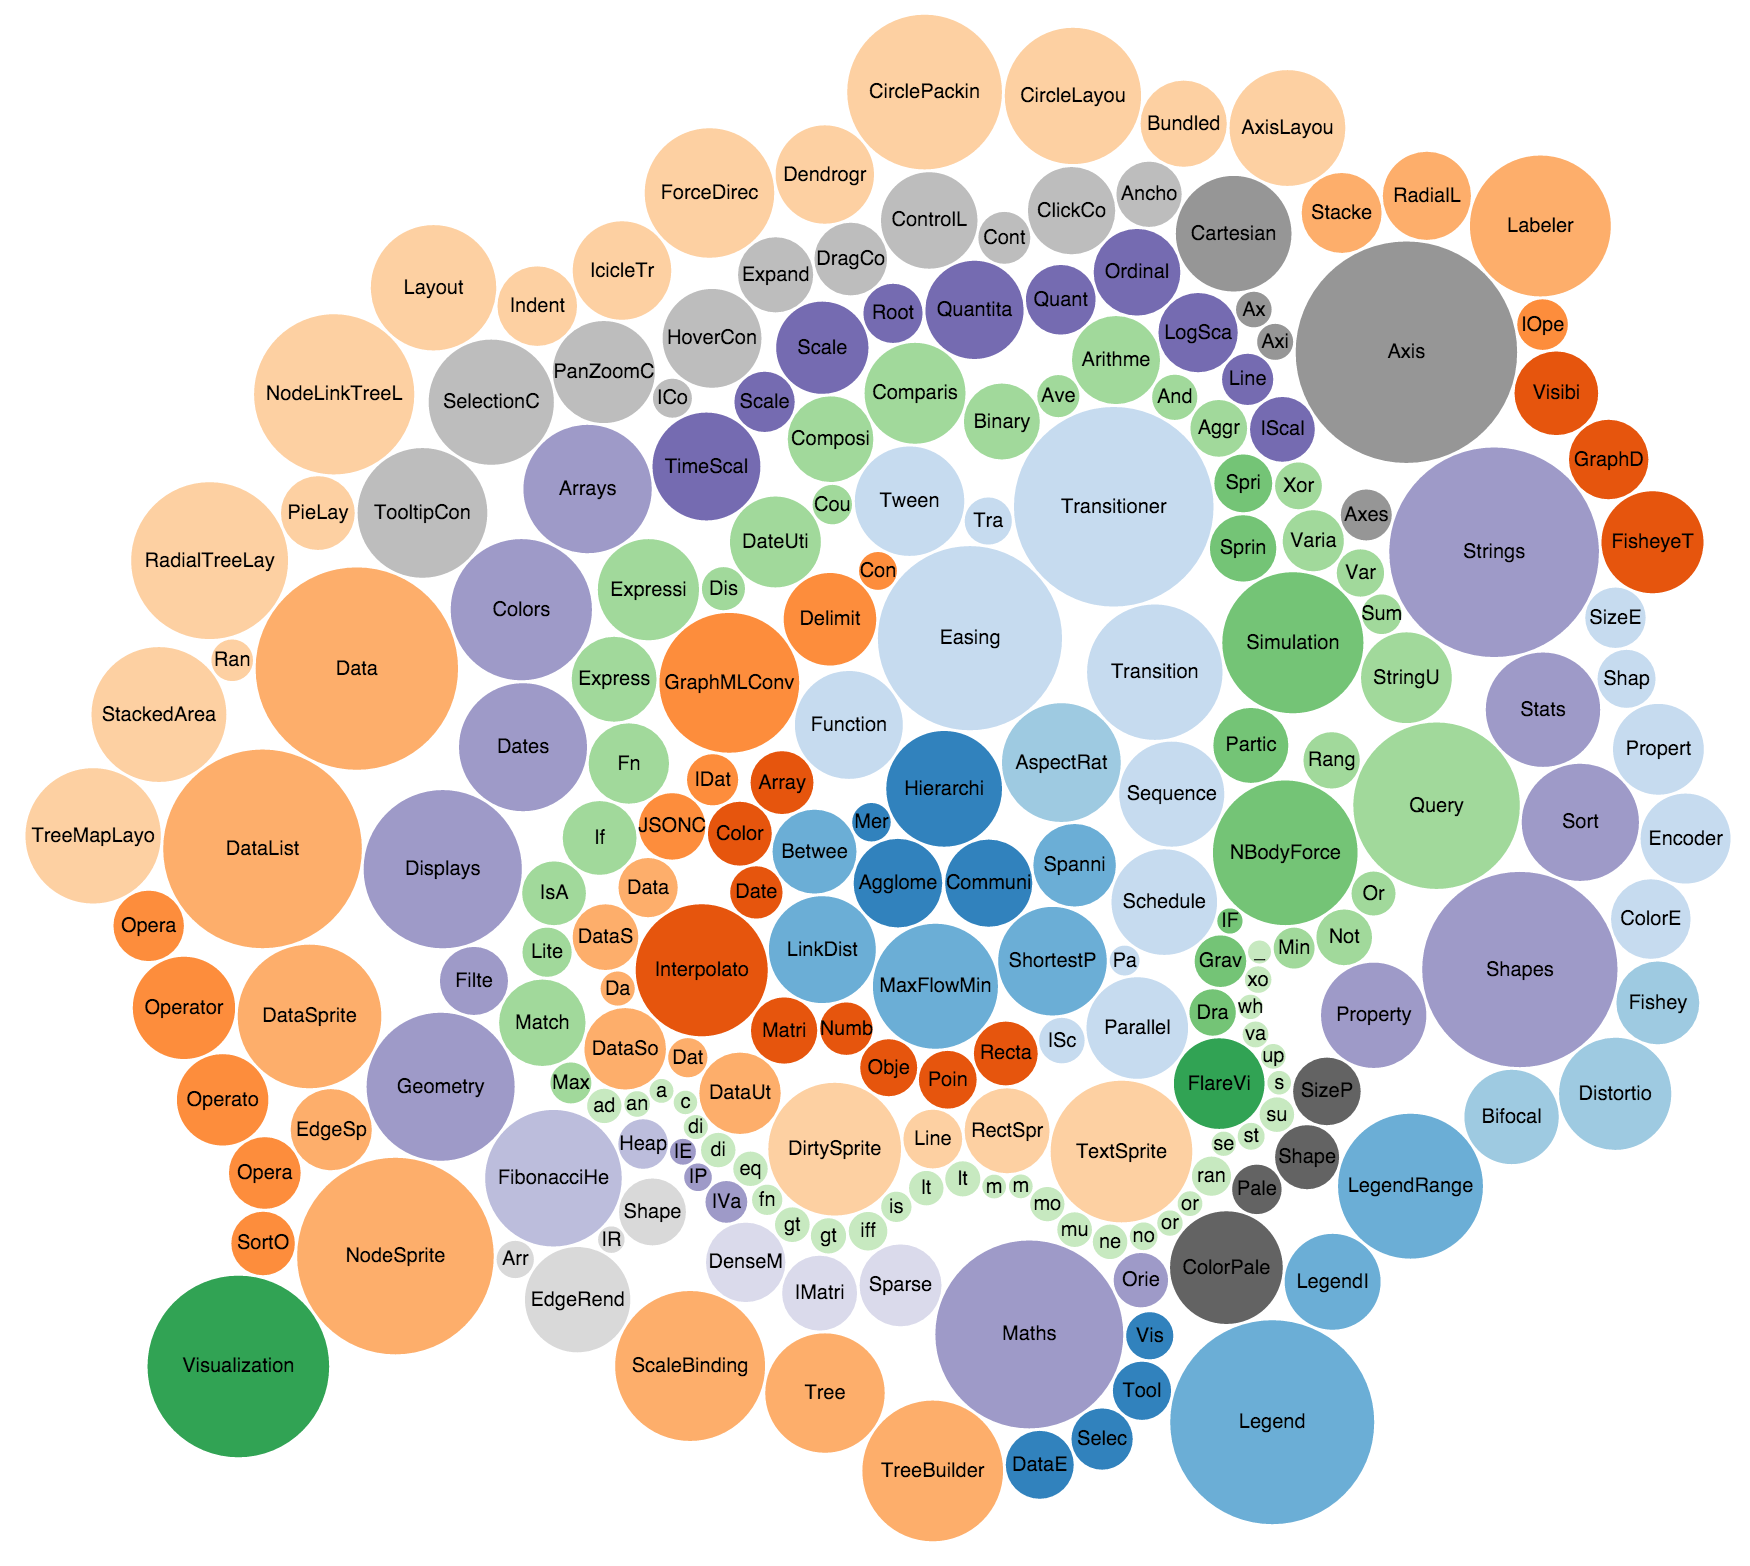 CirclePackin
CircleLayou
Bundled
AxisLayou
ForceDirec
Dendrogr
ControlL
Cont
ClickCo
Ancho
Cartesian
Stacke
RadialL
Labeler
Layout
Indent
IcicleTr
Expand
DragCo
Root
Quantita
Quant
Ordinal
LogSca
Ax
Axi
Axis
IOpe
NodeLinkTreeL
SelectionC
PanZoomC
ICo
HoverCon
Scale
Scale
Comparis
Binary
Ave
Arithme
And
Line
Aggr
IScal
Visibi
GraphD
PieLay
TooltipCon
Arrays
TimeScal
Composi
Cou
Tween
Tra
Transitioner
Spri
Xor
Axes
Strings
FisheyeT
RadialTreeLay
Colors
Expressi
Dis
DateUti
Con
Delimit
Easing
Sprin
Varia
Var
Sum
SizeE
Ran
Data
Express
GraphMLConv
Function
Transition
Simulation
StringU
Stats
Shap
StackedArea
Dates
Fn
IDat
Array
Hierarchi
AspectRat
Sequence
Partic
Rang
Query
Propert
TreeMapLayo
DataList
Displays
If
JSONC
Color
Betwee
Mer
Spanni
NBodyForce
Sort
Encoder
Opera
IsA
Data
Date
Agglome
Communi
Schedule
IF
Or
Not
ColorE
Operator
DataSprite
Filte
Lite
DataS
Da
Interpolato
LinkDist
MaxFlowMin
ShortestP
Pa
Grav
_
Min
xo
Shapes
Fishey
Match
DataSo
Dat
Matri
Numb
Obje
Poin
Recta
ISc
Parallel
Dra
wh
va
up
Property
Operato
EdgeSp
Geometry
Max
ad
an
a
c
DataUt
FlareVi
s
SizeP
su
Bifocal
Distortio
Opera
FibonacciHe
Heap
IE
di
di
DirtySprite
Line
RectSpr
TextSprite
se
st
Shape
LegendRange
SortO
NodeSprite
Arr
IR
Shape
IP
IVa
eq
fn
gt
gt
iff
is
lt
lt
m
m
mo
mu
ne
no
or
or
ran
Pale
Visualization
EdgeRend
DenseM
IMatri
Sparse
Maths
Orie
ColorPale
LegendI
ScaleBinding
Tree
TreeBuilder
Vis
Tool
Selec
DataE
Legend